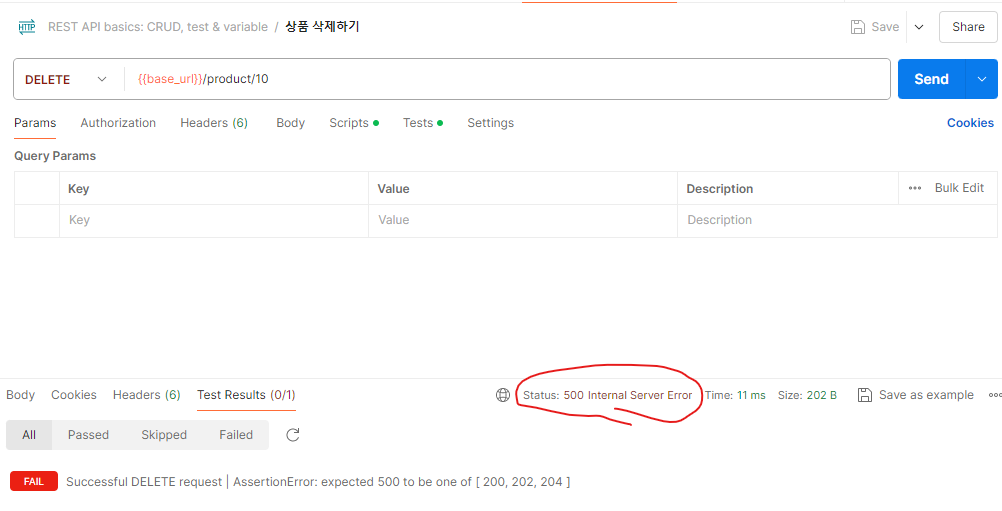 HTTP REST API basics: CRUD, test & variable / 상품 삭제하기 Save Share
DELETE {{base_url}}/product/10 Send
Params Authorization Headers (6) Body Scripts Tests Settings Cookies
Query Params
Key Value Description Bulk Edit
Key Value Description
Body Cookies Headers (6) Test Results (0/1) Status: 500 Internal Server Error Time: 11 ms Size: 202 B Save as example
All Passed Skipped Failed
FAIL Successful DELETE request | AssertionError: expected 500 to be one of [ 200, 202, 204 ]